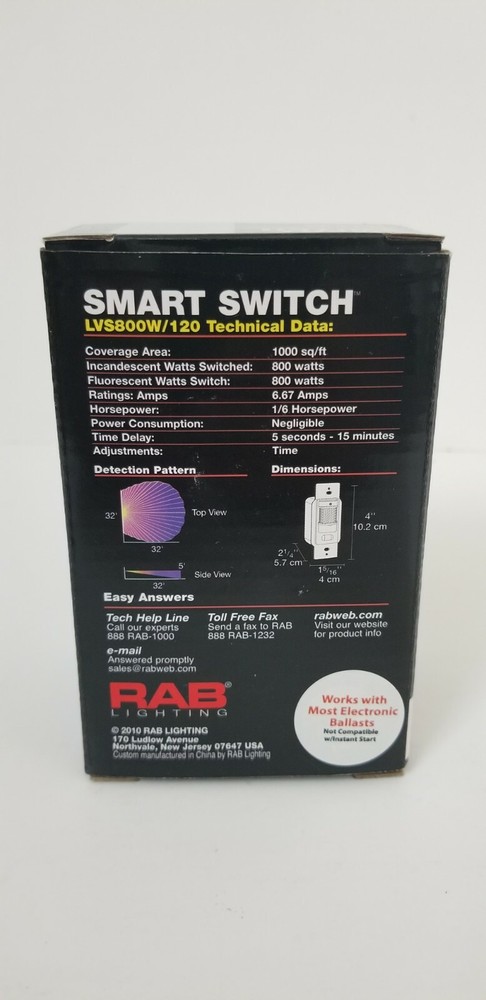 SMART SWITCH™
LVS800W/120 Technical Data:
Coverage Area: 1000 sq/ft
Incandescent Watts Switched: 800 watts
Fluorescent Watts Switch: 800 watts
Ratings: Amps 6.67 Amps
Horsepower: 1/6 Horsepower
Power Consumption: Negligible
Time Delay: 5 seconds - 15 minutes
Adjustments: Time
Detection Pattern
32'
Top View
32'
5'
Side View
32'
Dimensions:
4"
10.2 cm
2 1/4"
5.7 cm
1 5/16"
4 cm
Easy Answers
Tech Help Line
Call our experts
888 RAB-1000
Toll Free Fax
Send a fax to RAB
888 RAB-1232
rabweb.com
Visit our website
for product info
e-mail
Answered promptly
sales@rabweb.com
RAB®
LIGHTING
© 2010 RAB LIGHTING
170 Ludlow Avenue
Northvale, New Jersey 07647 USA
Custom manufactured in China by RAB Lighting
Works with
Most Electronic
Ballasts
Not Compatible
w/Instant Start